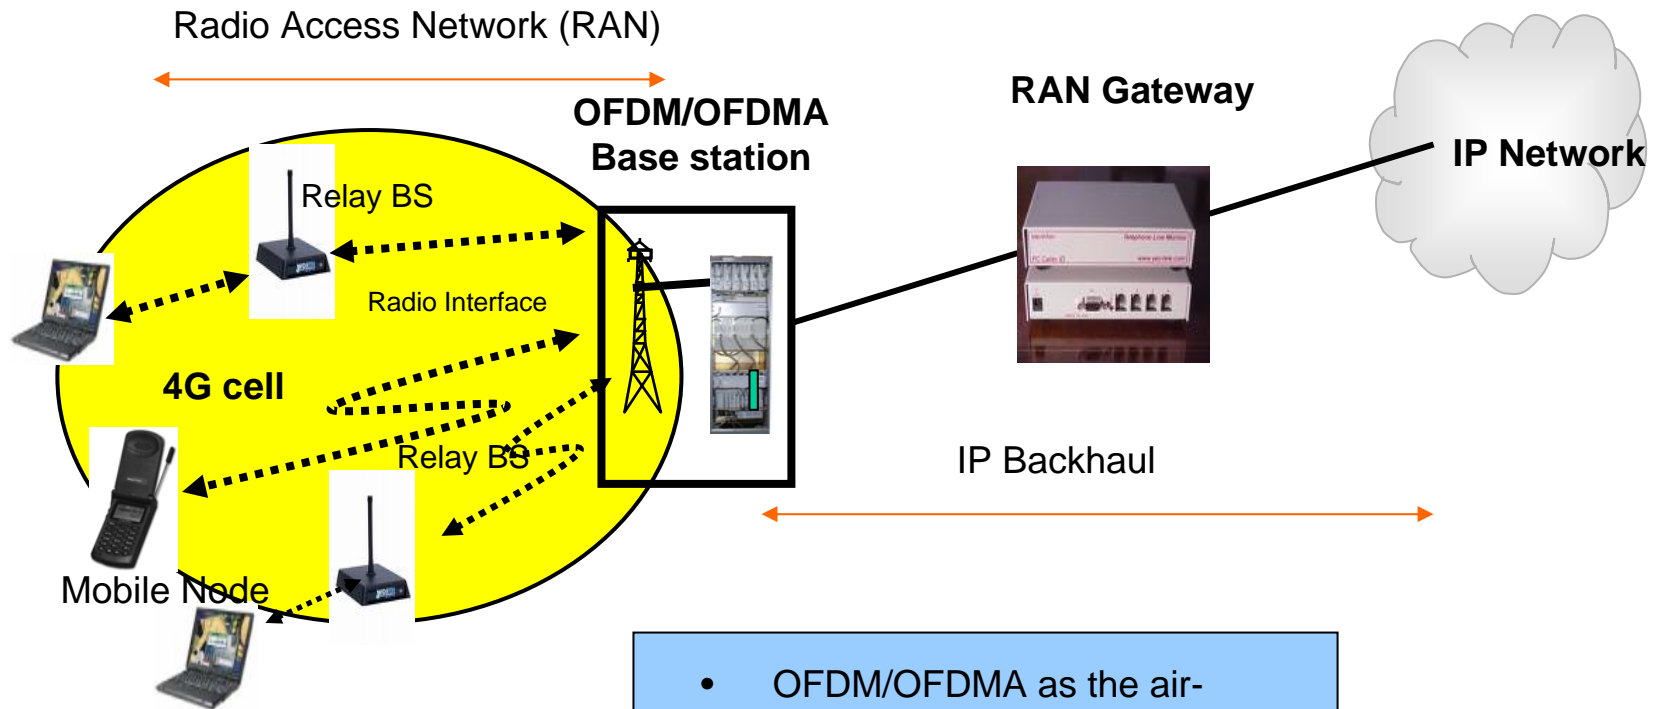 Radio Access Network (RAN)
RAN Gateway
OFDM/OFDMA
Base station
IP Network
Relay BS
Radio Interface
4G cell
Relay BS
IP Backhaul
Mobile Node
• OFDM/OFDMA as the air-